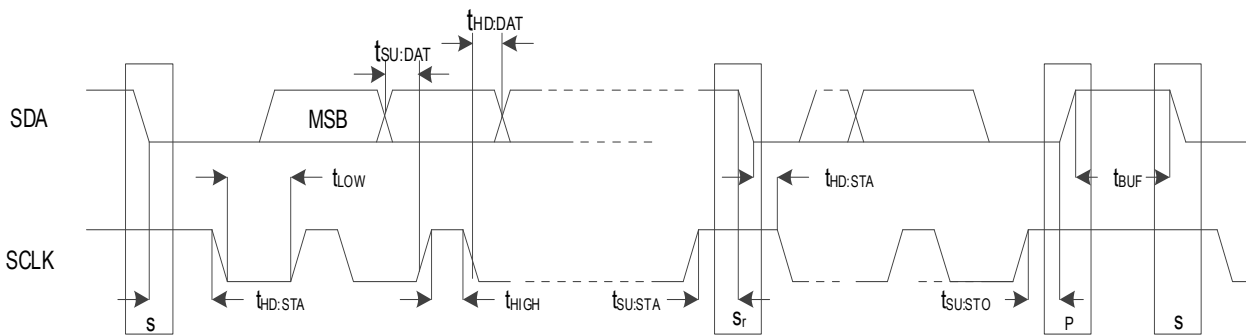 tHD:DAT
tSU:DAT
SDA
MSB
tLOW
tHD:STA
tBUF
SCLK
tHD:STA
tHIGH
tSU:STA
tSU:STO
S
Sr
P
S